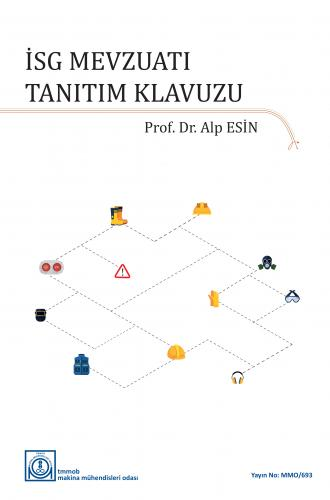 İSG MEVZUATI
TANITIM KLAVUZU
Prof. Dr. Alp ESİN
tmmob
makina mühendisleri odası
Yayın No: MMO/693